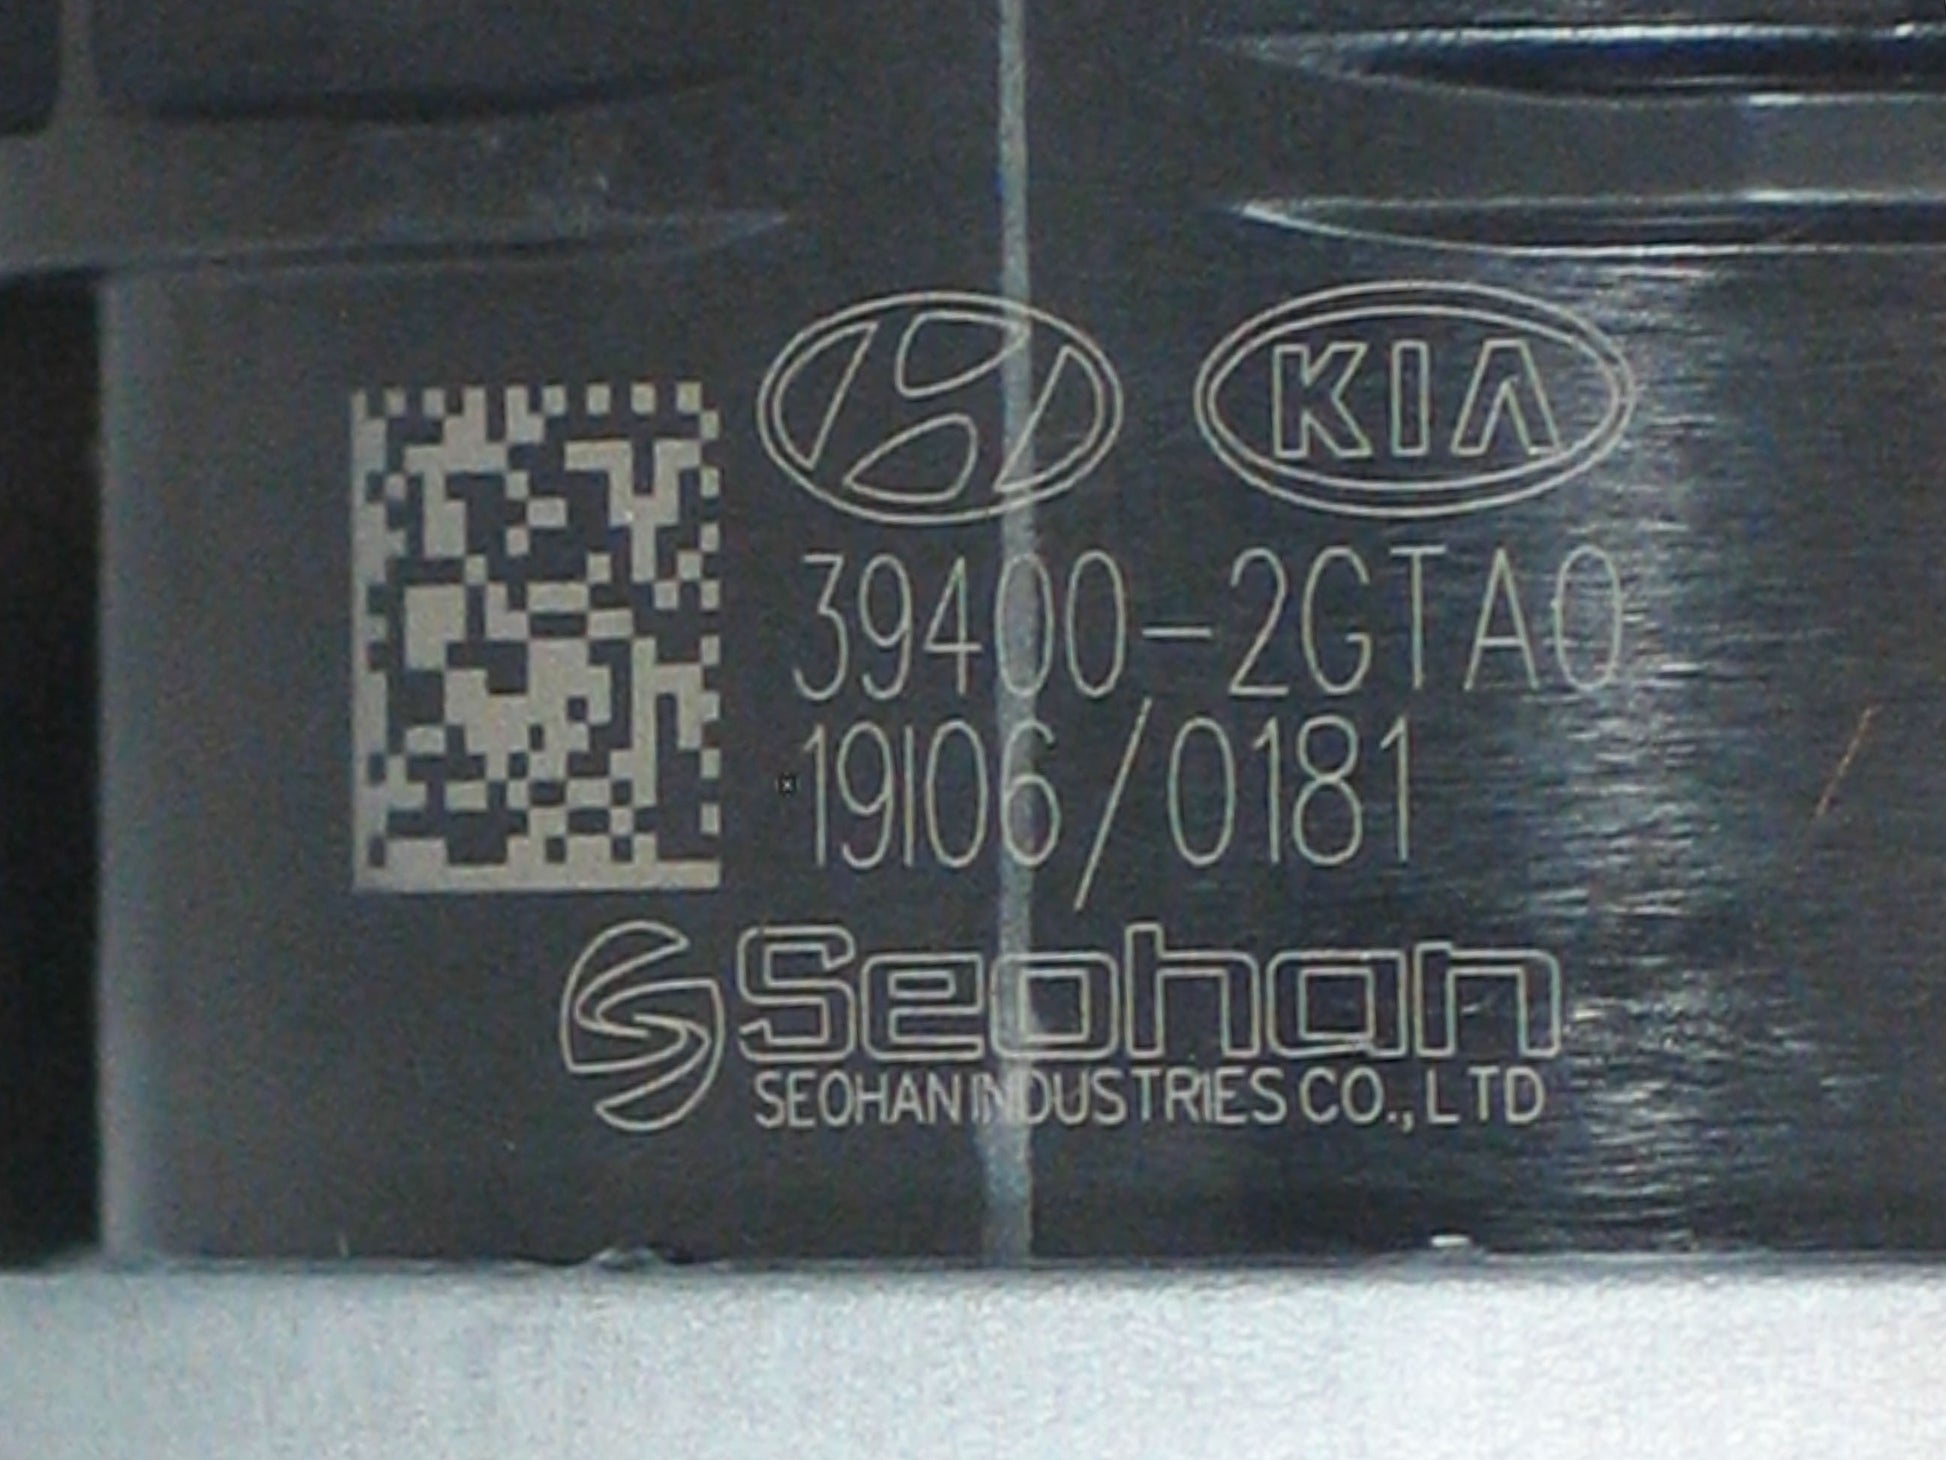 KIA
39400-2GTA0
19I06/0181
Seohan
SEOHAN INDUSTRIES CO.,LTD